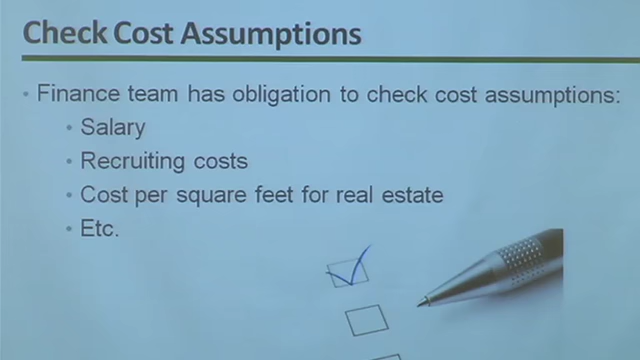 Check Cost Assumptions
• Finance team has obligation to check cost assumptions:
• Salary
• Recruiting costs
• Cost per square feet for real estate
• Etc.